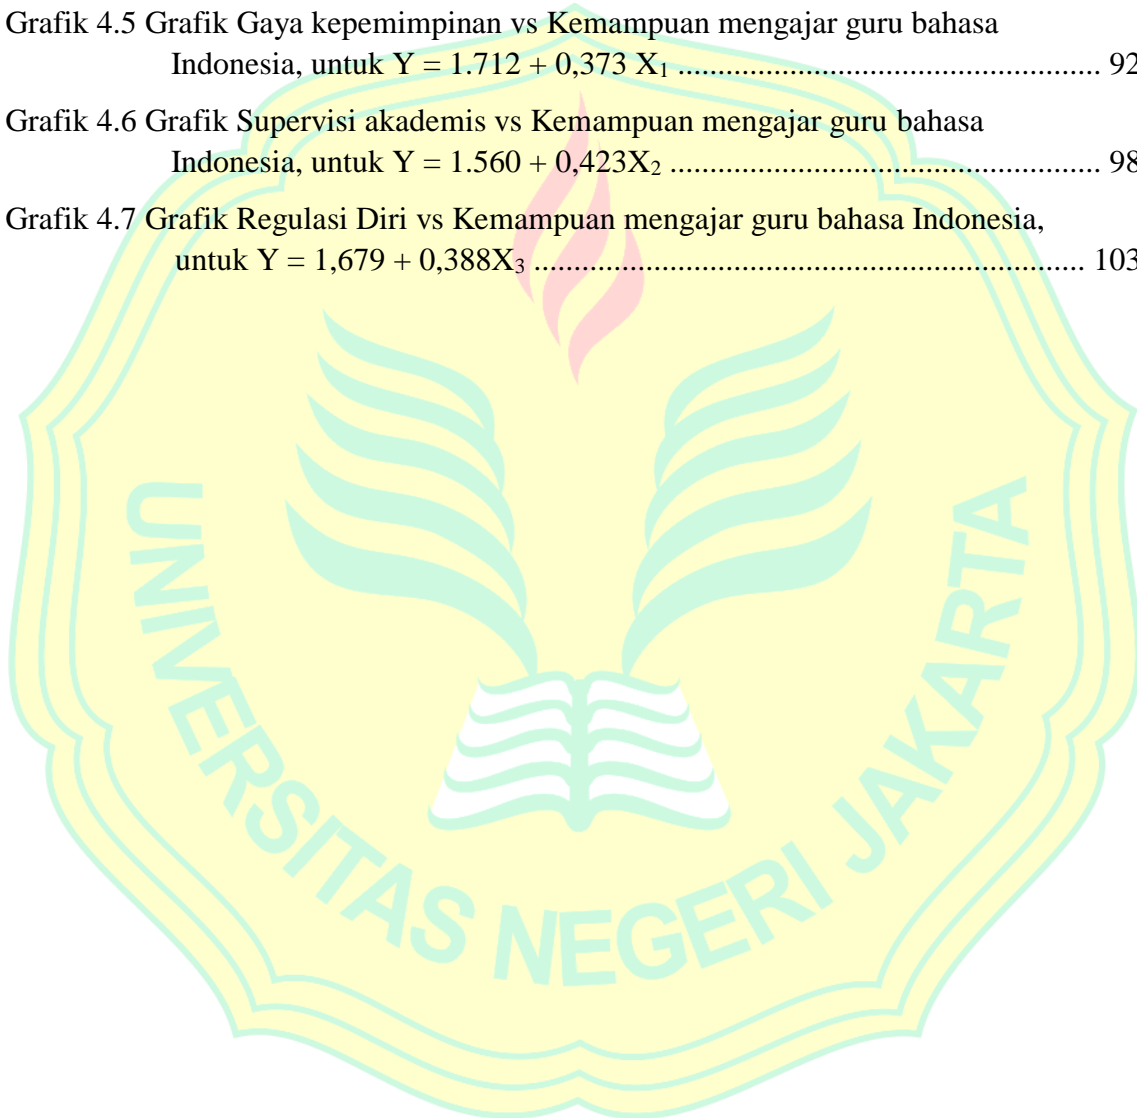 Grafik 4.5 Grafik Gaya kepemimpinan vs Kemampuan mengajar guru bahasa
Indonesia, untuk Y = 1.712 + 0,373 X₁ ........................................................ 92
Grafik 4.6 Grafik Supervisi akademis vs Kemampuan mengajar guru bahasa
Indonesia, untuk Y = 1.560 + 0,423X₂ ......................................................... 98
Grafik 4.7 Grafik Regulasi Diri vs Kemampuan mengajar guru bahasa Indonesia,
untuk Y = 1,679 + 0,388X₃ ......................................................................... 103
UNIVERSITAS NEGERI JAKARTA